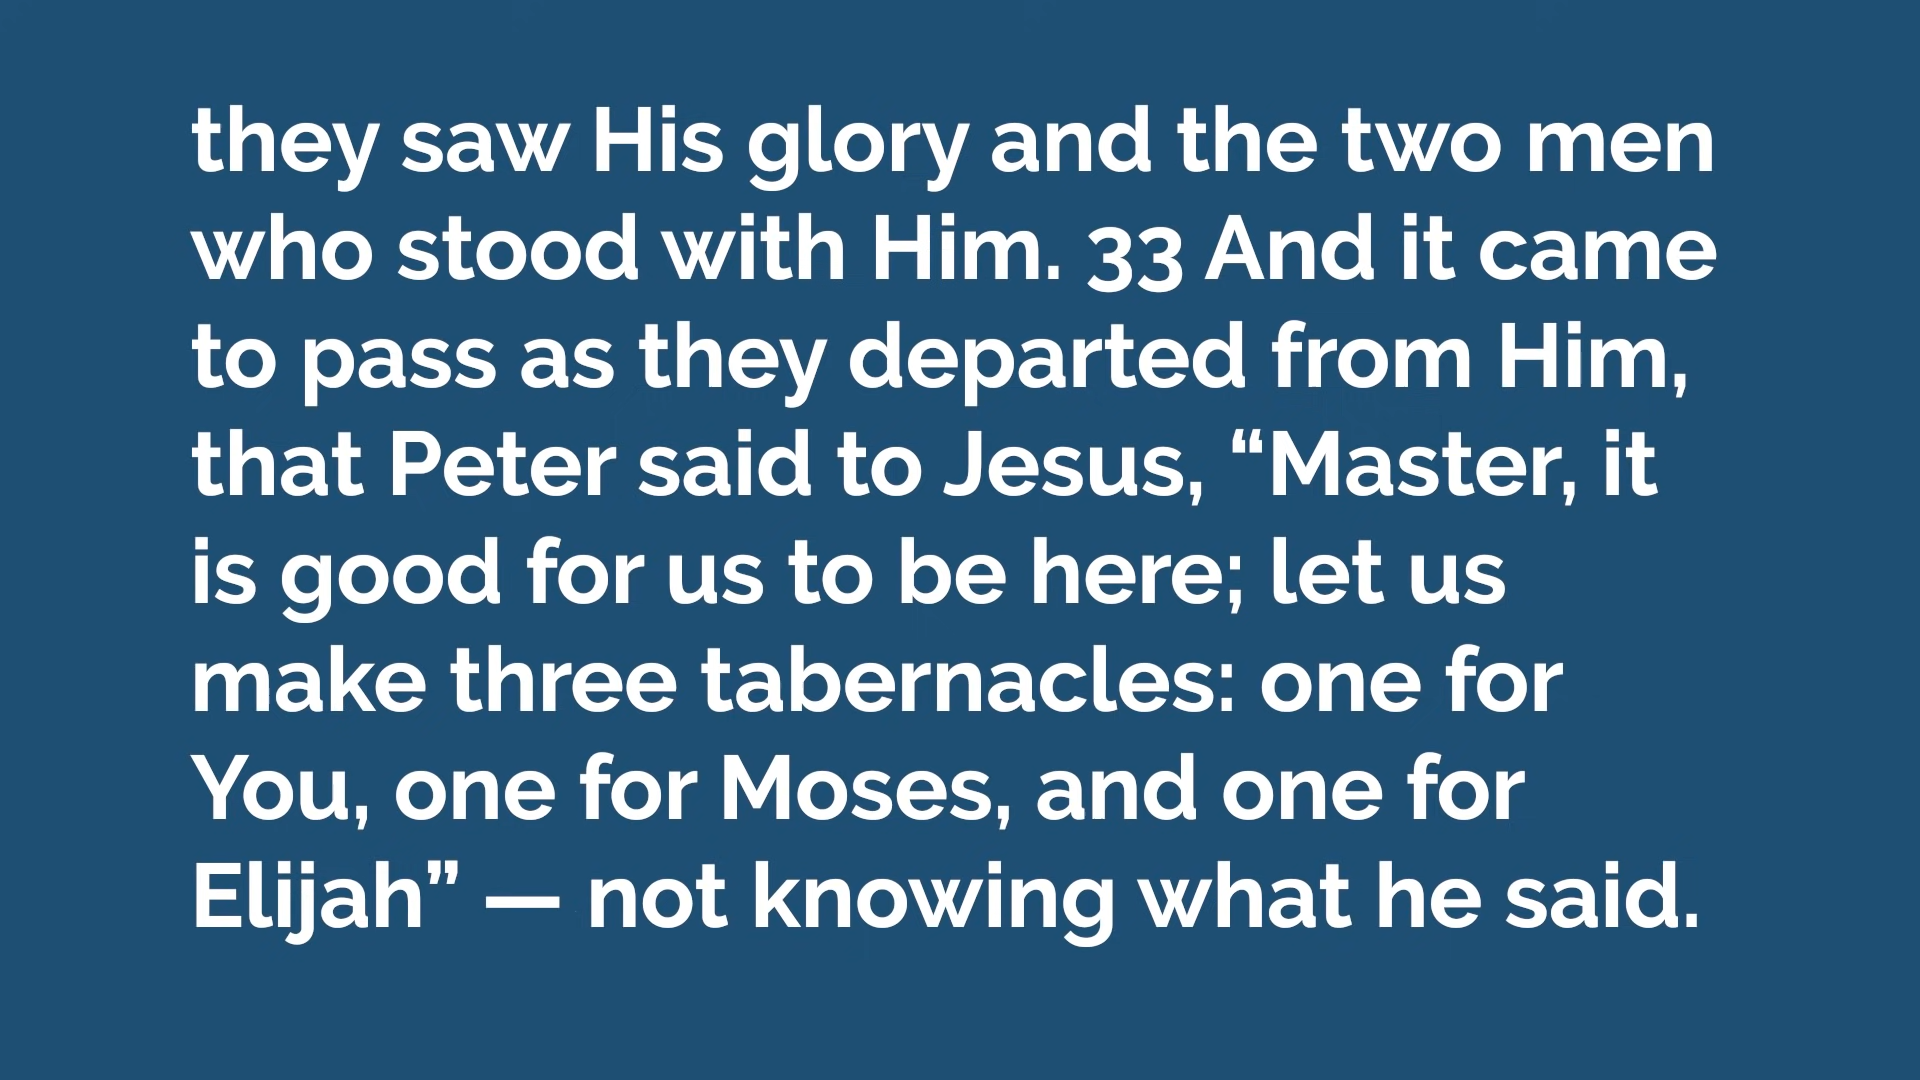 they saw His glory and the two men
who stood with Him. 33 And it came
to pass as they departed from Him,
that Peter said to Jesus, “Master, it
is good for us to be here; let us
make three tabernacles: one for
You, one for Moses, and one for
Elijah” — not knowing what he said.